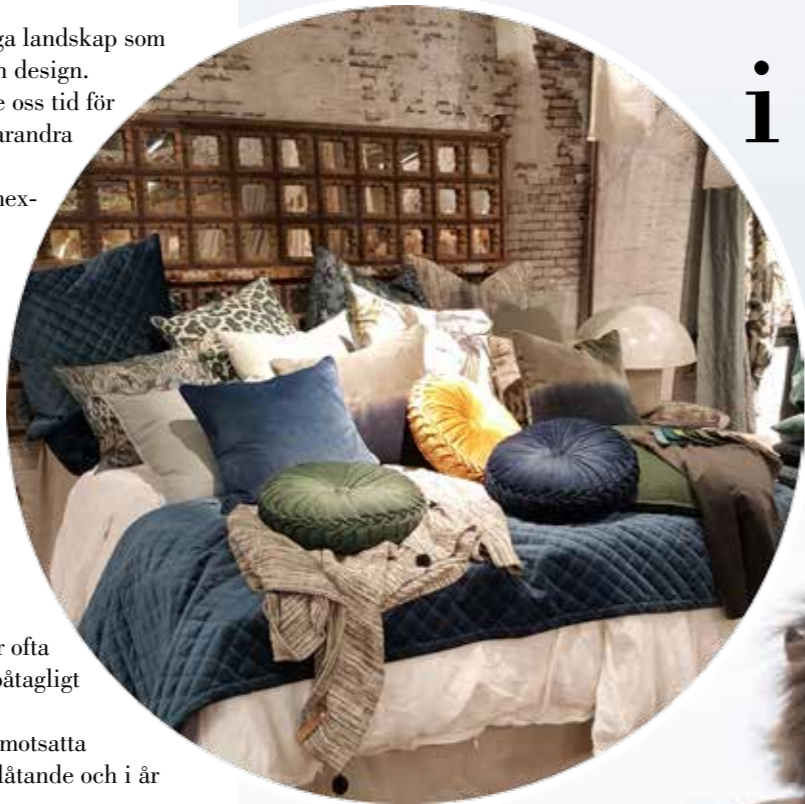 ga landskap som
n design.
e oss tid för
arandra
nex-
i
r ofta
påtagligt
motsatta
låtande och i år